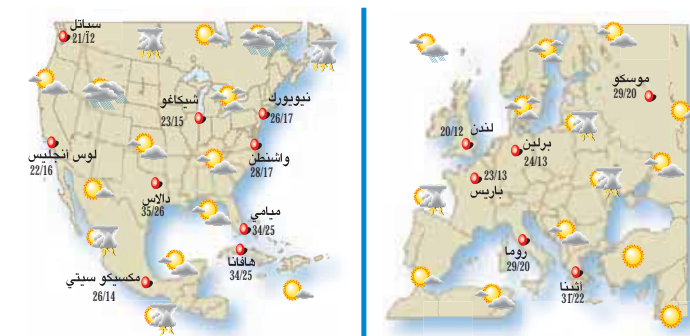 سياتل
21/12
شيكاغو
23/15
نيويورك
26/17
لوس أنجليس
22/16
واشنطن
28/17
دالاس
35/26
ميامي
34/25
هافانا
34/25
مكسيكو سيتي
26/14
موسكو
29/20
لندن
20/12
برلين
24/13
23/13
باريس
روما
29/20
أثينا
31/22